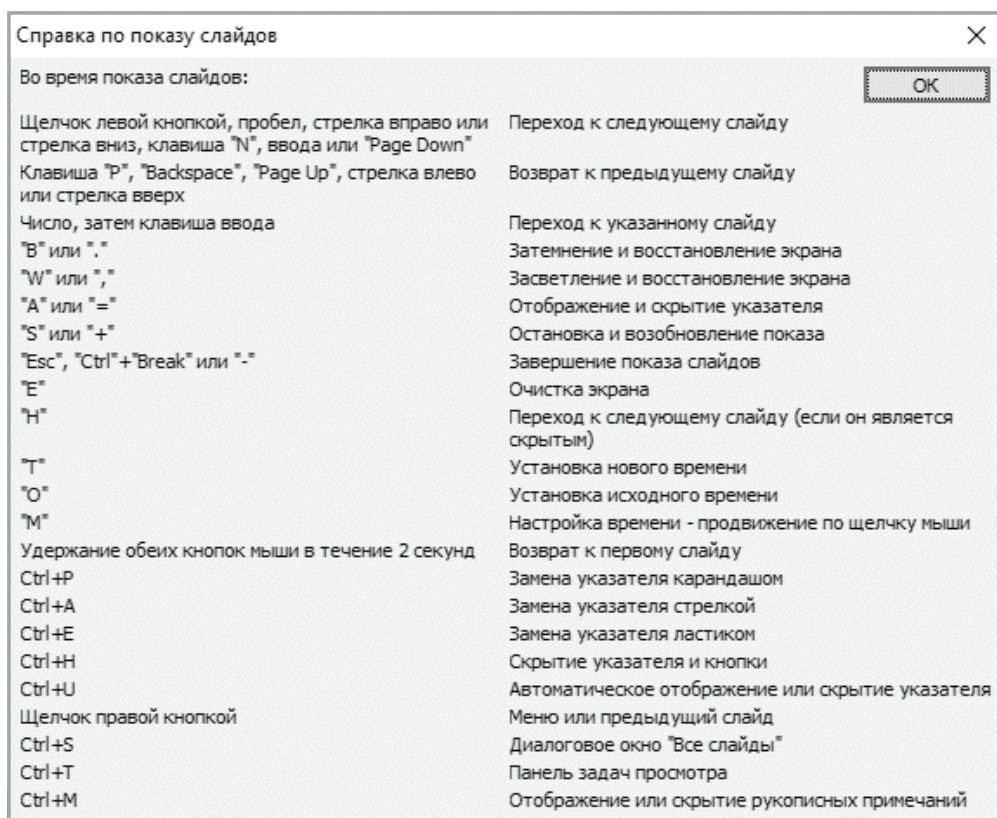 Справка по показу слайдов
Во время показа слайдов:
OK
Щелчок левой кнопкой, пробел, стрелка вправо или Переход к следующему слайду
стрелка вниз, клавиша "N", ввода или "Page Down"
Клавиша "P", "Backspace", "Page Up", стрелка влево Возврат к предыдущему слайду
или стрелка вверх
Число, затем клавиша ввода Переход к указанному слайду
"B" или "." Затемнение и восстановление экрана
"W" или "," Засветление и восстановление экрана
"A" или "=" Отображение и скрытие указателя
"S" или "+" Остановка и возобновление показа
"Esc", "Ctrl"+"Break" или "-" Завершение показа слайдов
"E" Очистка экрана
"H" Переход к следующему слайду (если он является
скрытым)
"T" Установка нового времени
"O" Установка исходного времени
"M" Настройка времени - продвижение по щелчку мыши
Удержание обеих кнопок мыши в течение 2 секунд Возврат к первому слайду
Ctrl+P Замена указателя карандашом
Ctrl+A Замена указателя стрелкой
Ctrl+E Замена указателя ластиком
Ctrl+H Скрытие указателя и кнопки
Ctrl+U Автоматическое отображение или скрытие указателя
Щелчок правой кнопкой Меню или предыдущий слайд
Ctrl+S Диалоговое окно "Все слайды"
Ctrl+T Панель задач просмотра
Ctrl+M Отображение или скрытие рукописных примечаний